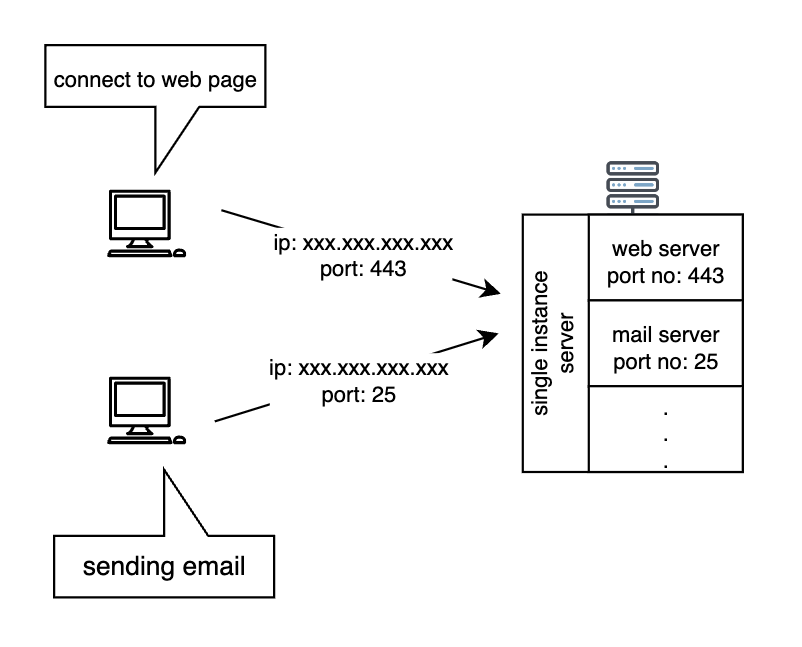 connect to web page
ip: xxx.xxx.xxx.xxx
port: 443
ip: xxx.xxx.xxx.xxx
port: 25
sending email
single instance
server
web server
port no: 443
mail server
port no: 25
.
.
.